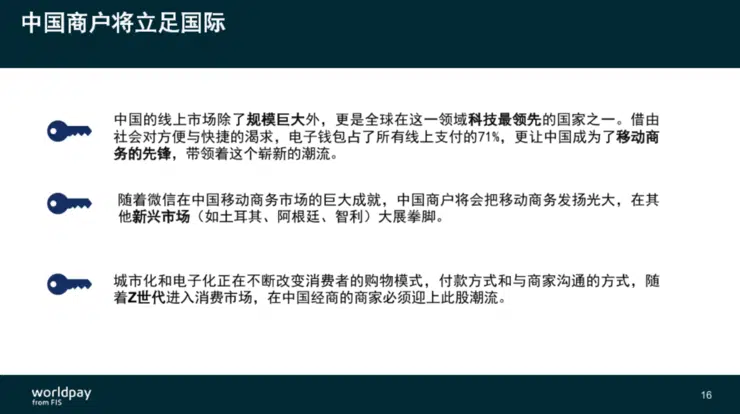 中国商户将立足国际
中国的线上市场除了规模巨大外，更是全球在这一领域科技最领先的国家之一。借由
社会对方便与快捷的渴求，电子钱包占了所有线上支付的71%，更让中国成为了移动商
务的先锋，带领着这个崭新的潮流。
随着微信在中国移动商务市场的巨大成就，中国商户将会把移动商务发扬光大，在其
他新兴市场（如土耳其、阿根廷、智利）大展拳脚。
城市化和电子化正在不断改变消费者的购物模式，付款方式和与商家沟通的方式，随
着Z世代进入消费市场，在中国经商的商家必须迎上此股潮流。
worldpay
from FIS
16